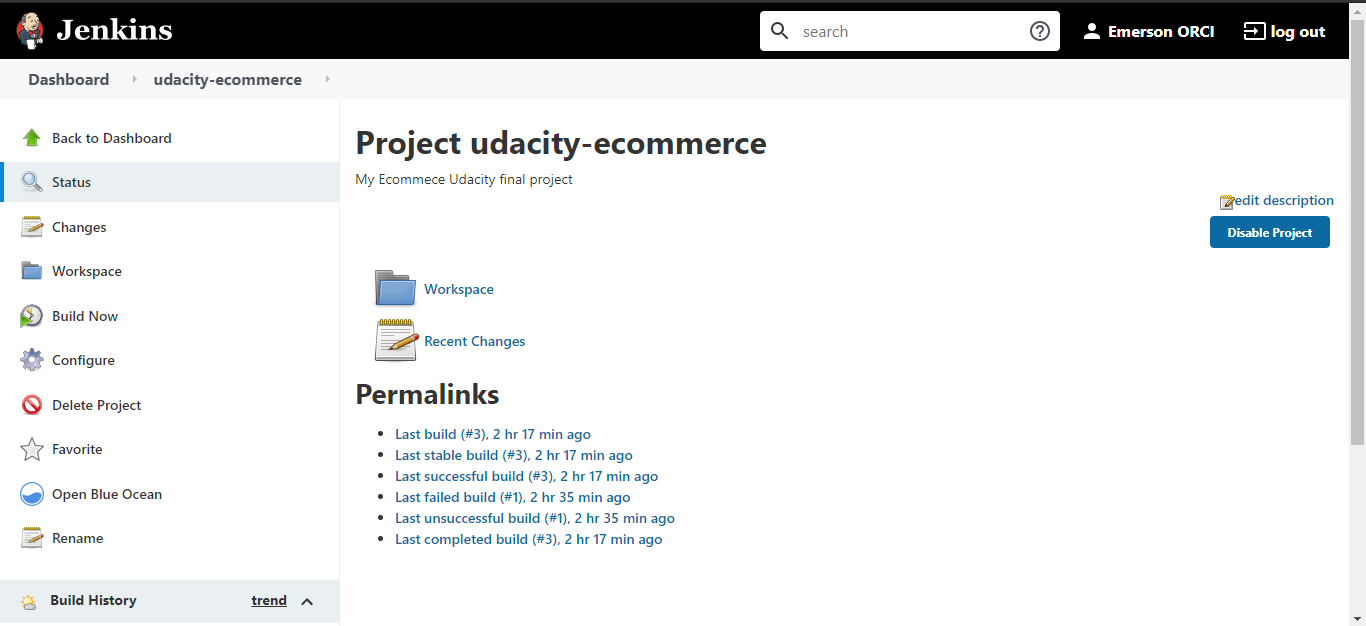 Jenkins
search
Emerson ORCI
log out
Dashboard
udacity-ecommerce
Back to Dashboard
Status
Changes
Workspace
Build Now
Configure
Delete Project
Favorite
Open Blue Ocean
Rename
Build History
trend
Project udacity-ecommerce
My Ecommece Udacity final project
edit description
Disable Project
Workspace
Recent Changes
Permalinks
Last build (#3), 2 hr 17 min ago
Last stable build (#3), 2 hr 17 min ago
Last successful build (#3), 2 hr 17 min ago
Last failed build (#1), 2 hr 35 min ago
Last unsuccessful build (#1), 2 hr 35 min ago
Last completed build (#3), 2 hr 17 min ago